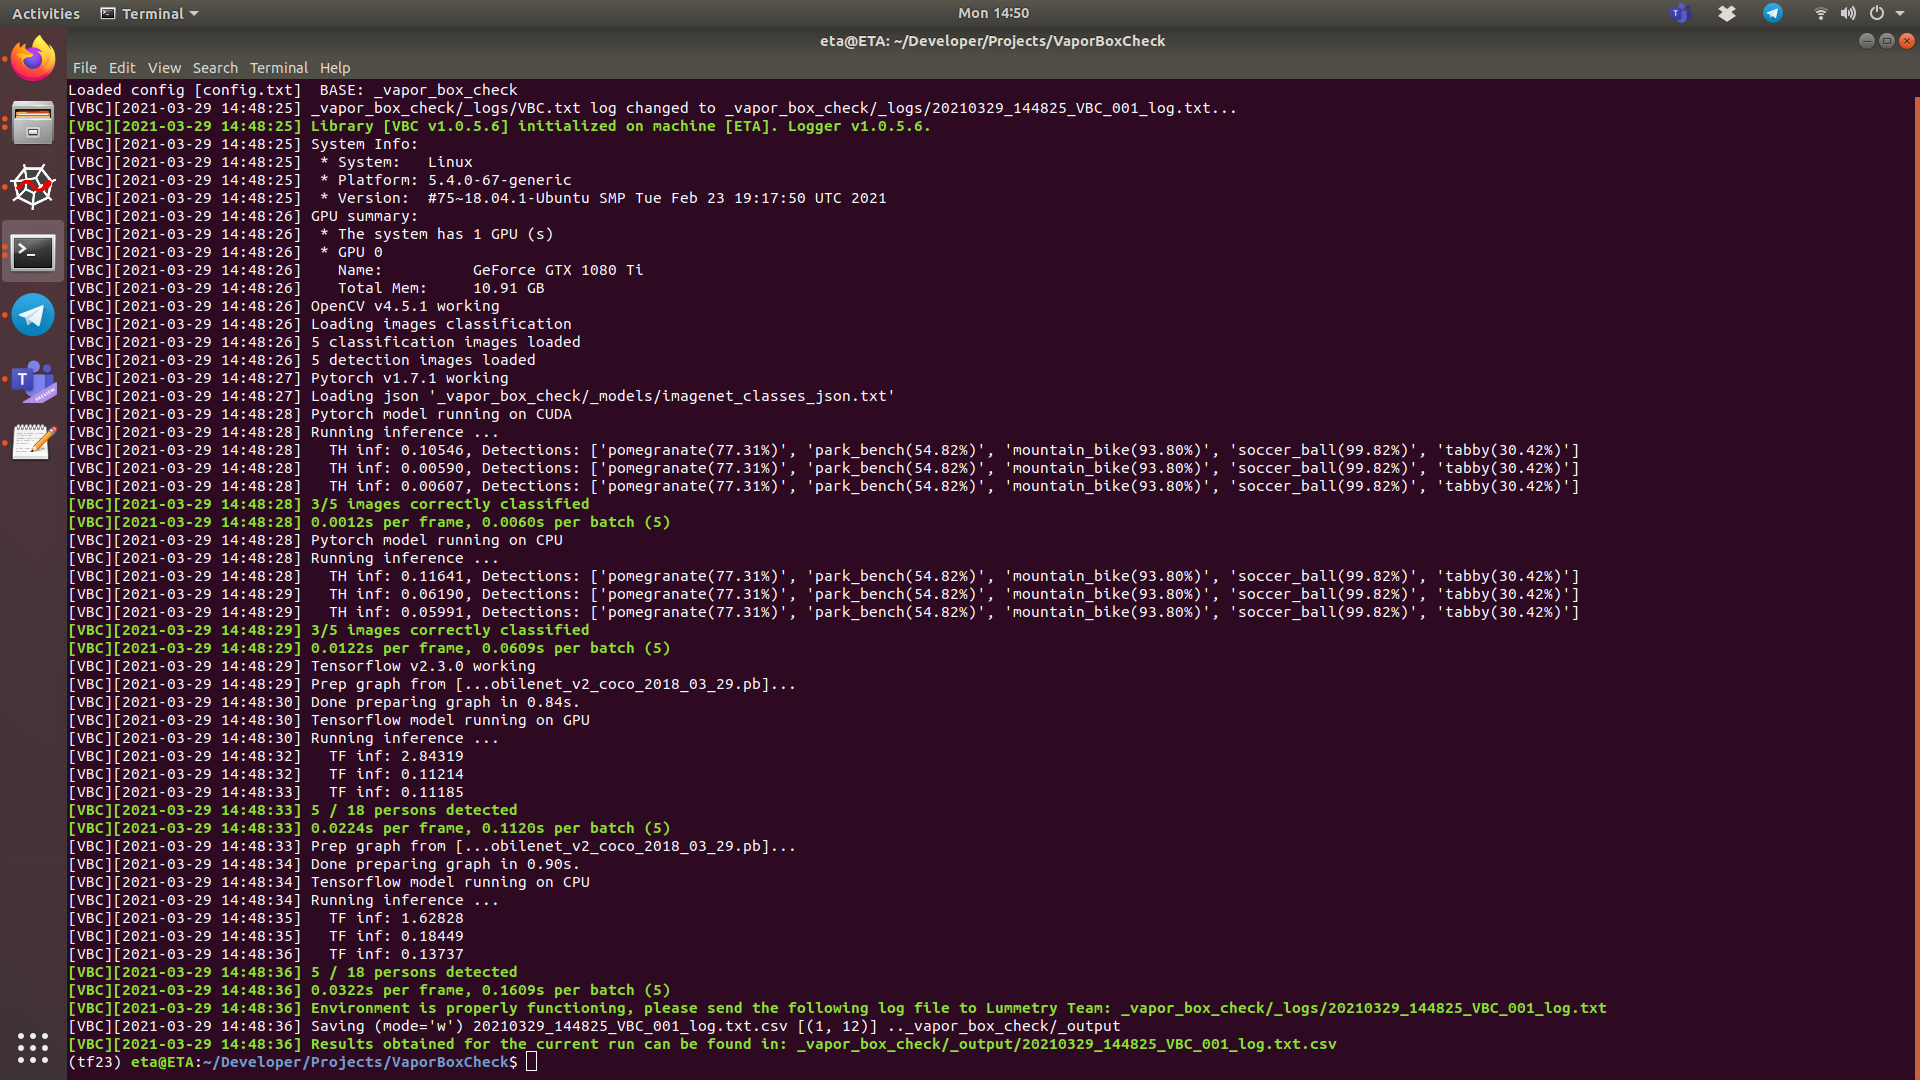 Activities Terminal Mon 14:50
eta@ETA: ~/Developer/Projects/VaporBoxCheck
File Edit View Search Terminal Help
Loaded config [config.txt]  BASE: _vapor_box_check
[VBC][2021-03-29 14:48:25] _vapor_box_check/_logs/VBC.txt log changed to _vapor_box_check/_logs/20210329_144825_VBC_001_log.txt...
[VBC][2021-03-29 14:48:25] Library [VBC v1.0.5.6] initialized on machine [ETA]. Logger v1.0.5.6.
[VBC][2021-03-29 14:48:25] System Info:
[VBC][2021-03-29 14:48:25]  * System:   Linux
[VBC][2021-03-29 14:48:25]  * Platform: 5.4.0-67-generic
[VBC][2021-03-29 14:48:25]  * Version:  #75~18.04.1-Ubuntu SMP Tue Feb 23 19:17:50 UTC 2021
[VBC][2021-03-29 14:48:26] GPU summary:
[VBC][2021-03-29 14:48:26]  * The system has 1 GPU (s)
[VBC][2021-03-29 14:48:26]  * GPU 0
[VBC][2021-03-29 14:48:26]    Name:          GeForce GTX 1080 Ti
[VBC][2021-03-29 14:48:26]    Total Mem:     10.91 GB
[VBC][2021-03-29 14:48:26] OpenCV v4.5.1 working
[VBC][2021-03-29 14:48:26] Loading images classification
[VBC][2021-03-29 14:48:26] 5 classification images loaded
[VBC][2021-03-29 14:48:26] 5 detection images loaded
[VBC][2021-03-29 14:48:27] Pytorch v1.7.1 working
[VBC][2021-03-29 14:48:27] Loading json '_vapor_box_check/_models/imagenet_classes_json.txt'
[VBC][2021-03-29 14:48:28] Pytorch model running on CUDA
[VBC][2021-03-29 14:48:28] Running inference ...
[VBC][2021-03-29 14:48:28]   TH inf: 0.10546, Detections: ['pomegranate(77.31%)', 'park_bench(54.82%)', 'mountain_bike(93.80%)', 'soccer_ball(99.82%)', 'tabby(30.42%)']
[VBC][2021-03-29 14:48:28]   TH inf: 0.00590, Detections: ['pomegranate(77.31%)', 'park_bench(54.82%)', 'mountain_bike(93.80%)', 'soccer_ball(99.82%)', 'tabby(30.42%)']
[VBC][2021-03-29 14:48:28]   TH inf: 0.00607, Detections: ['pomegranate(77.31%)', 'park_bench(54.82%)', 'mountain_bike(93.80%)', 'soccer_ball(99.82%)', 'tabby(30.42%)']
[VBC][2021-03-29 14:48:28] 3/5 images correctly classified
[VBC][2021-03-29 14:48:28] 0.0012s per frame, 0.0060s per batch (5)
[VBC][2021-03-29 14:48:28] Pytorch model running on CPU
[VBC][2021-03-29 14:48:28] Running inference ...
[VBC][2021-03-29 14:48:28]   TH inf: 0.11641, Detections: ['pomegranate(77.31%)', 'park_bench(54.82%)', 'mountain_bike(93.80%)', 'soccer_ball(99.82%)', 'tabby(30.42%)']
[VBC][2021-03-29 14:48:29]   TH inf: 0.06190, Detections: ['pomegranate(77.31%)', 'park_bench(54.82%)', 'mountain_bike(93.80%)', 'soccer_ball(99.82%)', 'tabby(30.42%)']
[VBC][2021-03-29 14:48:29]   TH inf: 0.05991, Detections: ['pomegranate(77.31%)', 'park_bench(54.82%)', 'mountain_bike(93.80%)', 'soccer_ball(99.82%)', 'tabby(30.42%)']
[VBC][2021-03-29 14:48:29] 3/5 images correctly classified
[VBC][2021-03-29 14:48:29] 0.0122s per frame, 0.0609s per batch (5)
[VBC][2021-03-29 14:48:29] Tensorflow v2.3.0 working
[VBC][2021-03-29 14:48:29] Prep graph from [...obilenet_v2_coco_2018_03_29.pb]...
[VBC][2021-03-29 14:48:30] Done preparing graph in 0.84s.
[VBC][2021-03-29 14:48:30] Tensorflow model running on GPU
[VBC][2021-03-29 14:48:30] Running inference ...
[VBC][2021-03-29 14:48:32]   TF inf: 2.84319
[VBC][2021-03-29 14:48:32]   TF inf: 0.11214
[VBC][2021-03-29 14:48:33]   TF inf: 0.11185
[VBC][2021-03-29 14:48:33] 5 / 18 persons detected
[VBC][2021-03-29 14:48:33] 0.0224s per frame, 0.1120s per batch (5)
[VBC][2021-03-29 14:48:33] Prep graph from [...obilenet_v2_coco_2018_03_29.pb]...
[VBC][2021-03-29 14:48:34] Done preparing graph in 0.90s.
[VBC][2021-03-29 14:48:34] Tensorflow model running on CPU
[VBC][2021-03-29 14:48:34] Running inference ...
[VBC][2021-03-29 14:48:35]   TF inf: 1.62828
[VBC][2021-03-29 14:48:35]   TF inf: 0.18449
[VBC][2021-03-29 14:48:36]   TF inf: 0.13737
[VBC][2021-03-29 14:48:36] 5 / 18 persons detected
[VBC][2021-03-29 14:48:36] 0.0322s per frame, 0.1609s per batch (5)
[VBC][2021-03-29 14:48:36] Environment is properly functioning, please send the following log file to Lummetry Team: _vapor_box_check/_logs/20210329_144825_VBC_001_log.txt
[VBC][2021-03-29 14:48:36] Saving (mode='w') 20210329_144825_VBC_001_log.txt.csv [(1, 12)] .._vapor_box_check/_output
[VBC][2021-03-29 14:48:36] Results obtained for the current run can be found in: _vapor_box_check/_output/20210329_144825_VBC_001_log.txt.csv
(tf23) eta@ETA:~/Developer/Projects/VaporBoxCheck$